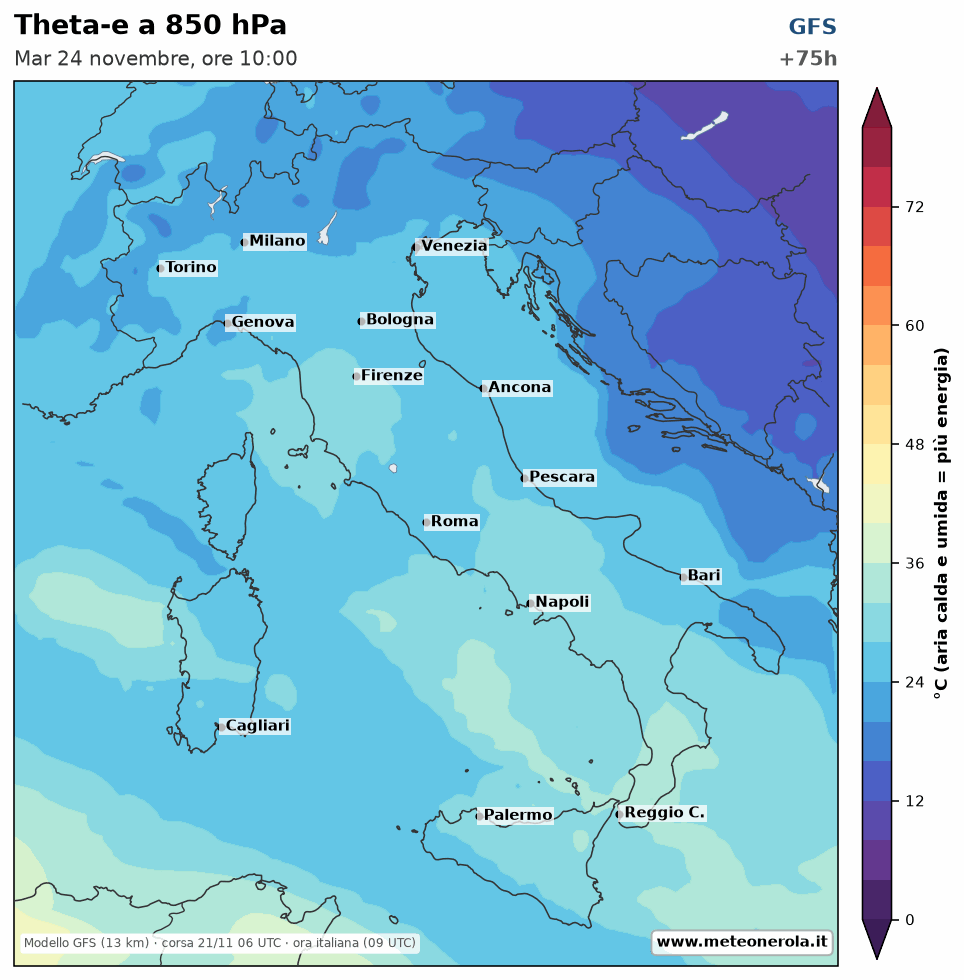 Theta-e a 850 hPa
GFS
Mar 24 novembre, ore 10:00
+75h
Milano
Venezia
Torino
Genova
Bologna
Firenze
Ancona
Pescara
Roma
Bari
Napoli
Cagliari
Palermo
Reggio C.
72
60
48
36
24
12
0
°C (aria calda e umida = più energia)
Modello GFS (13 km) · corsa 21/11 06 UTC · ora italiana (09 UTC)
www.meteonerola.it